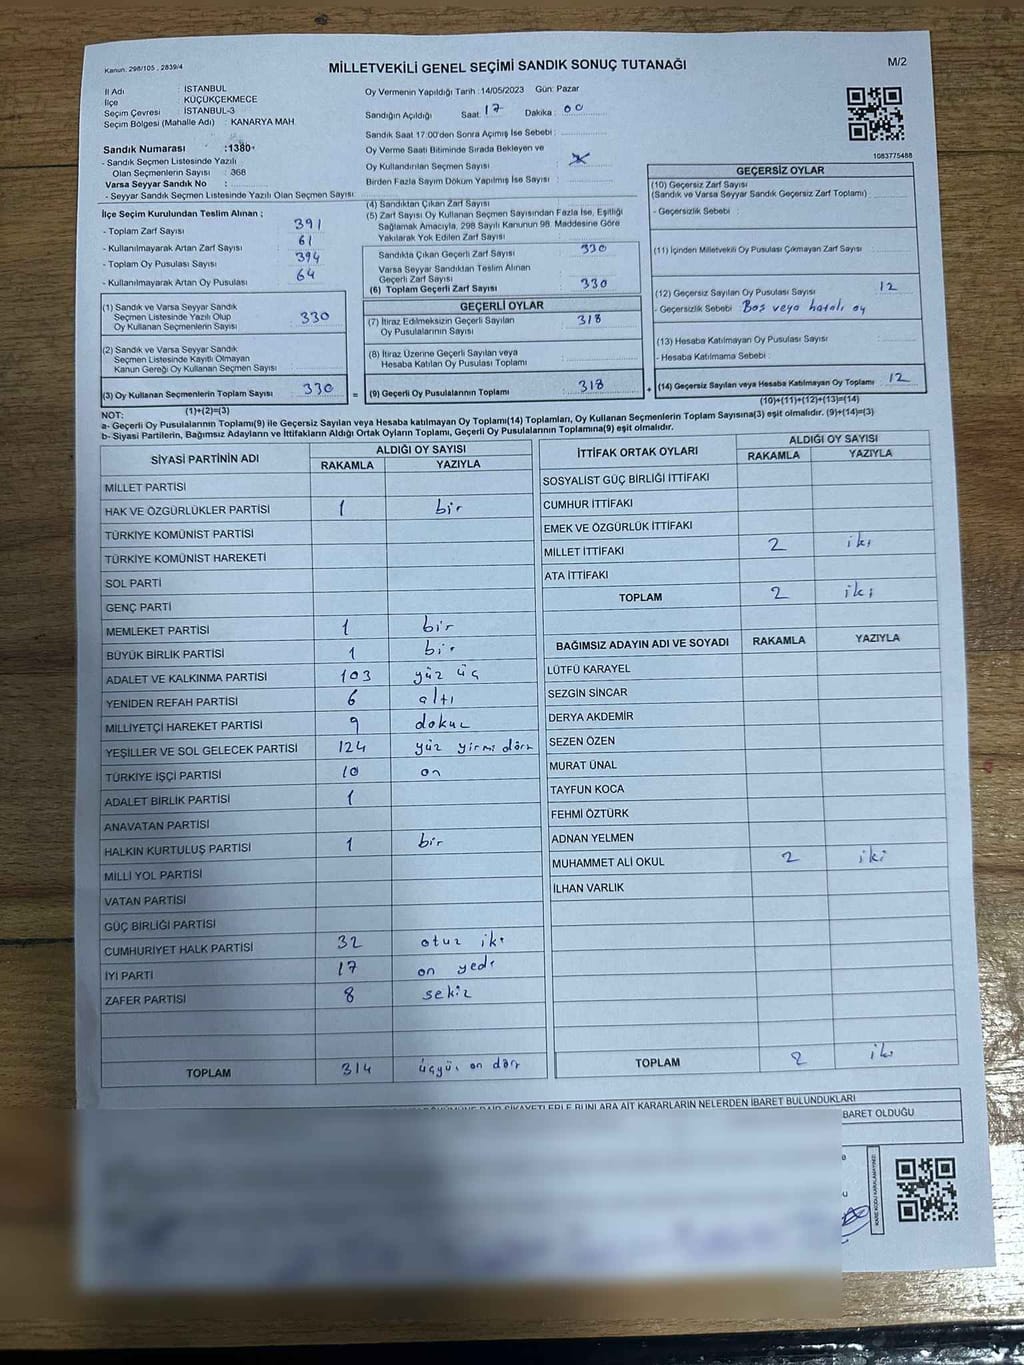 Kanun: 298/105 , 2839/4
MİLLETVEKİLİ GENEL SEÇİMİ SANDIK SONUÇ TUTANAĞI
M/2
İl Adı : İSTANBUL
İlçe : KÜÇÜKÇEKMECE
Seçim Çevresi : İSTANBUL-3
Seçim Bölgesi (Mahalle Adı) : KANARYA MAH
Oy Vermenin Yapıldığı Tarih : 14/05/2023 Gün: Pazar
Sandığın Açıldığı Saat: 17 Dakika : 00
Sandık Saat 17:00'den Sonra Açımış İse Sebebi :
Oy Verme Saati Bitiminde Sırada Bekleyen ve
Oy Kullandırılan Seçmen Sayısı :
Birden Fazla Sayım Döküm Yapılmış İse Sayısı :
1083775488
Sandık Numarası :1380
- Sandık Seçmen Listesinde Yazılı
Olan Seçmenlerin Sayısı : 368
Varsa Seyyar Sandık No :
- Seyyar Sandık Seçmen Listesinde Yazılı Olan Seçmen Sayısı:
İlçe Seçim Kurulundan Teslim Alınan ;
- Toplam Zarf Sayısı 391
- Kullanılmayarak Artan Zarf Sayısı 61
- Toplam Oy Pusulası Sayısı 394
- Kullanılmayarak Artan Oy Pusulası 64
(1) Sandık ve Varsa Seyyar Sandık
Seçmen Listesinde Yazılı Olup
Oy Kullanan Seçmenlerin Sayısı 330
(2) Sandık ve Varsa Seyyar Sandık
Seçmen Listesinde Kayıtlı Olmayan
Kanun Gereği Oy Kullanan Seçmen Sayısı
(3) Oy Kullanan Seçmenlerin Toplam Sayısı 330
(1)+(2)=(3)
(4) Sandıktan Çıkan Zarf Sayısı
(5) Zarf Sayısı Oy Kullanan Seçmen Sayısından Fazla İse, Eşitliği
Sağlamak Amacıyla, 298 Sayılı Kanunun 98. Maddesine Göre
Yakılarak Yok Edilen Zarf Sayısı
Sandıkta Çıkan Geçerli Zarf Sayısı 330
Varsa Seyyar Sandıktan Teslim Alınan
Geçerli Zarf Sayısı
(6) Toplam Geçerli Zarf Sayısı 330
GEÇERLİ OYLAR
(7) İtiraz Edilmeksizin Geçerli Sayılan
Oy Pusulalarının Sayısı 318
(8) İtiraz Üzerine Geçerli Sayılan veya
Hesaba Katılan Oy Pusulası Toplamı
= (9) Geçerli Oy Pusulalarının Toplamı 318
GEÇERSİZ OYLAR
(10) Geçersiz Zarf Sayısı
(Sandık ve Varsa Seyyar Sandık Geçersiz Zarf Toplamı)
- Geçersizlik Sebebi :
(11) İçinden Milletvekili Oy Pusulası Çıkmayan Zarf Sayısı
(12) Geçersiz Sayılan Oy Pusulası Sayısı 12
- Geçersizlik Sebebi : Boş veya hatalı oy
(13) Hesaba Katılmayan Oy Pusulası Sayısı
- Hesaba Katılmama Sebebi :
+ (14) Geçersiz Sayılan veya Hesaba Katılmayan Oy Toplamı 12
(10)+(11)+(12)+(13)=(14)
NOT:
a- Geçerli Oy Pusulalarının Toplamı(9) ile Geçersiz Sayılan veya Hesaba katılmayan Oy Toplamı(14) Toplamları, Oy Kullanan Seçmenlerin Toplam Sayısına(3) eşit olmalıdır. (9)+(14)=(3)
b- Siyasi Partilerin, Bağımsız Adayların ve İttifakların Aldığı Ortak Oyların Toplamı, Geçerli Oy Pusulalarının Toplamına(9) eşit olmalıdır.
SİYASİ PARTİNİN ADI
ALDIĞI OY SAYISI
RAKAMLA YAZIYLA
MİLLET PARTİSİ
HAK VE ÖZGÜRLÜKLER PARTİSİ 1 bir
TÜRKİYE KOMÜNİST PARTİSİ
TÜRKİYE KOMÜNİST HAREKETİ
SOL PARTİ
GENÇ PARTİ
MEMLEKET PARTİSİ 1 bir
BÜYÜK BİRLİK PARTİSİ 1 bir
ADALET VE KALKINMA PARTİSİ 103 yüz üç
YENİDEN REFAH PARTİSİ 6 altı
MİLLİYETÇİ HAREKET PARTİSİ 9 dokuz
YEŞİLLER VE SOL GELECEK PARTİSİ 124 yüz yirmi dört
TÜRKİYE İŞÇİ PARTİSİ 10 on
ADALET BİRLİK PARTİSİ 1
ANAVATAN PARTİSİ
HALKIN KURTULUŞ PARTİSİ 1 bir
MİLLİ YOL PARTİSİ
VATAN PARTİSİ
GÜÇ BİRLİĞİ PARTİSİ
CUMHURİYET HALK PARTİSİ 32 otuz iki
İYİ PARTİ 17 on yedi
ZAFER PARTİSİ 8 sekiz
TOPLAM 314 üçyüz on dört
İTTİFAK ORTAK OYLARI
ALDIĞI OY SAYISI
RAKAMLA YAZIYLA
SOSYALİST GÜÇ BİRLİĞİ İTTİFAKI
CUMHUR İTTİFAKI
EMEK VE ÖZGÜRLÜK İTTİFAKI
MİLLET İTTİFAKI 2 iki
ATA İTTİFAKI
TOPLAM 2 iki
BAĞIMSIZ ADAYIN ADI VE SOYADI RAKAMLA YAZIYLA
LÜTFÜ KARAYEL
SEZGİN SİNCAR
DERYA AKDEMİR
SEZEN ÖZEN
MURAT ÜNAL
TAYFUN KOCA
FEHMİ ÖZTÜRK
ADNAN YELMEN
MUHAMMET ALİ OKUL 2 iki
İLHAN VARLIK
TOPLAM 2 iki
ŞİKAYETLERLE BUNLARA AİT KARARLARIN NELERDEN İBARET BULUNDUKLARI
BARET OLDUĞU